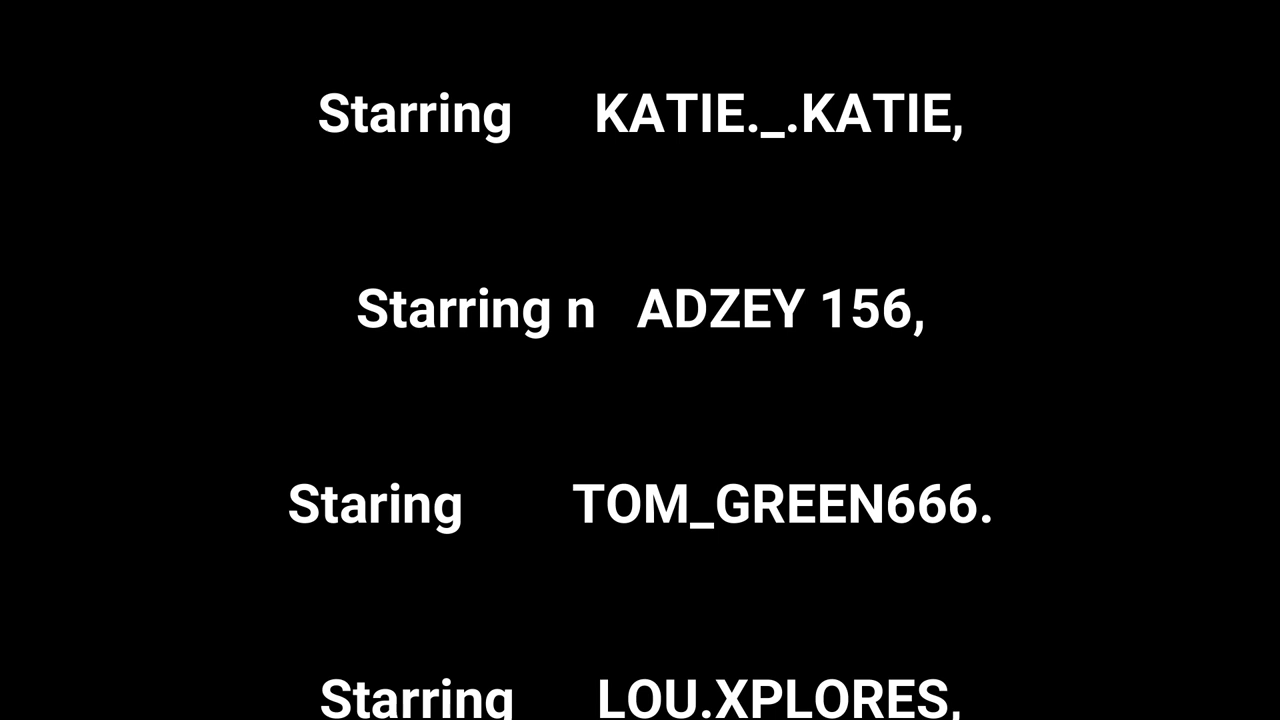 Starring KATIE._.KATIE,
Starring n ADZEY 156,
Staring TOM_GREEN666.
Starring LOU.XPLORES,